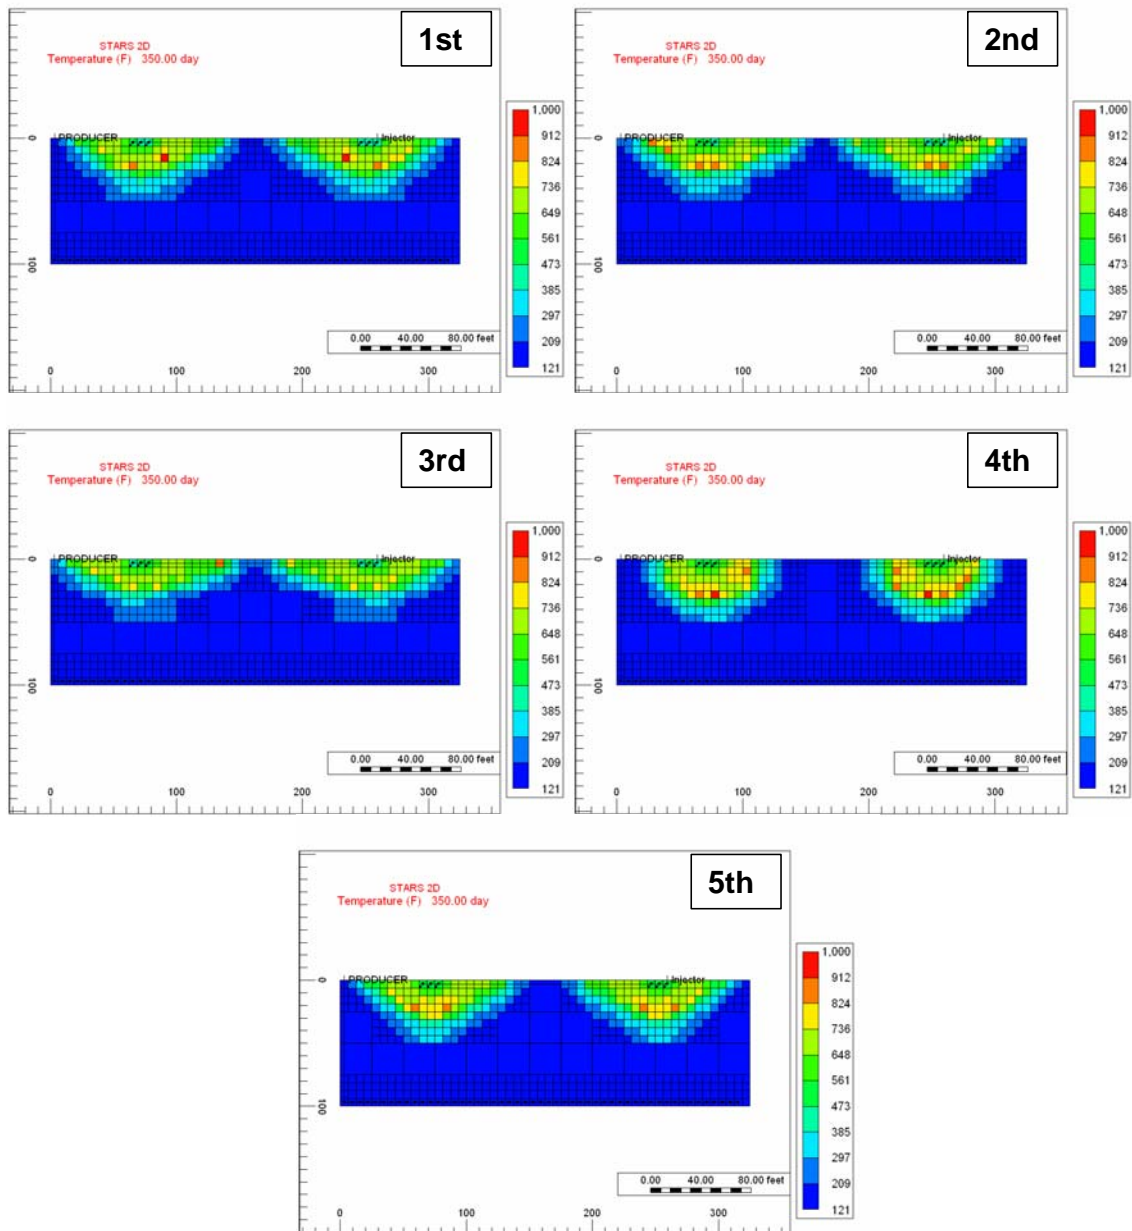 1st
STARS 2D
Temperature (F) 350.00 day
PRODUCER
Injector
0
100
1,000
912
824
736
649
561
473
385
297
209
121
0.00 40.00 80.00 feet
0 100 200 300
2nd
STARS 2D
Temperature (F) 350.00 day
PRODUCER
Injector
0
100
1,000
912
824
736
649
561
473
385
297
209
121
0.00 40.00 80.00 feet
0 100 200 300
3rd
STARS 2D
Temperature (F) 350.00 day
PRODUCER
Injector
0
100
1,000
912
824
736
648
561
473
385
297
209
121
0.00 40.00 80.00 feet
0 100 200 300
4th
STARS 2D
Temperature (F) 350.00 day
PRODUCER
Injector
0
100
1,000
912
824
736
648
561
473
385
297
209
121
0.00 40.00 80.00 feet
0 100 200 300
5th
STARS 2D
Temperature (F) 350.00 day
PRODUCER
Injector
0
100
1,000
912
824
736
648
561
473
385
297
209
121
0.00 40.00 80.00 feet
0 100 200 300